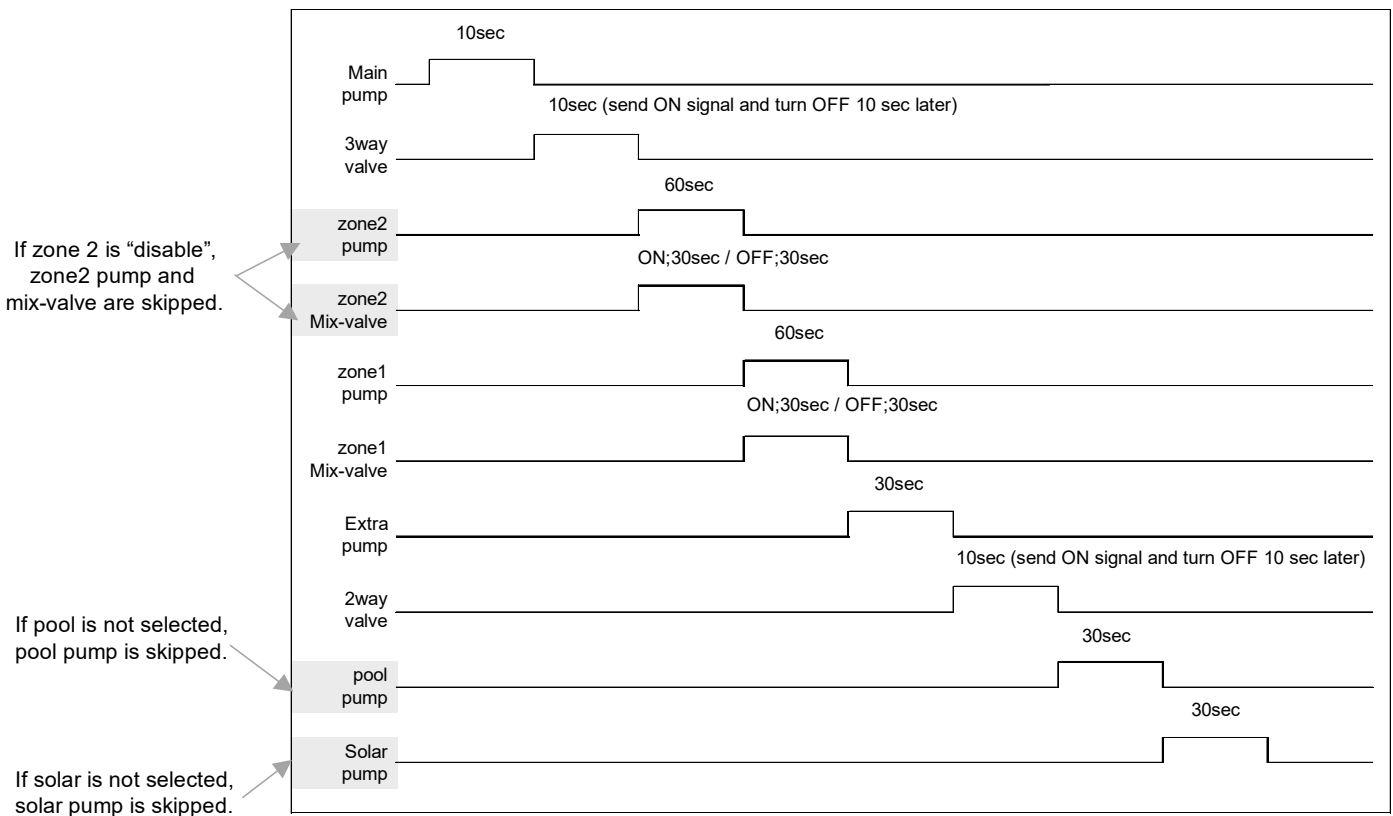 10sec
Main
pump
10sec (send ON signal and turn OFF 10 sec later)
3way
valve
60sec
zone2
pump
If zone 2 is “disable”,
zone2 pump and
mix-valve are skipped.
ON;30sec / OFF;30sec
zone2
Mix-valve
60sec
zone1
pump
ON;30sec / OFF;30sec
zone1
Mix-valve
30sec
Extra
pump
10sec (send ON signal and turn OFF 10 sec later)
2way
valve
If pool is not selected,
pool pump is skipped.
30sec
pool
pump
30sec
Solar
pump
If solar is not selected,
solar pump is skipped.